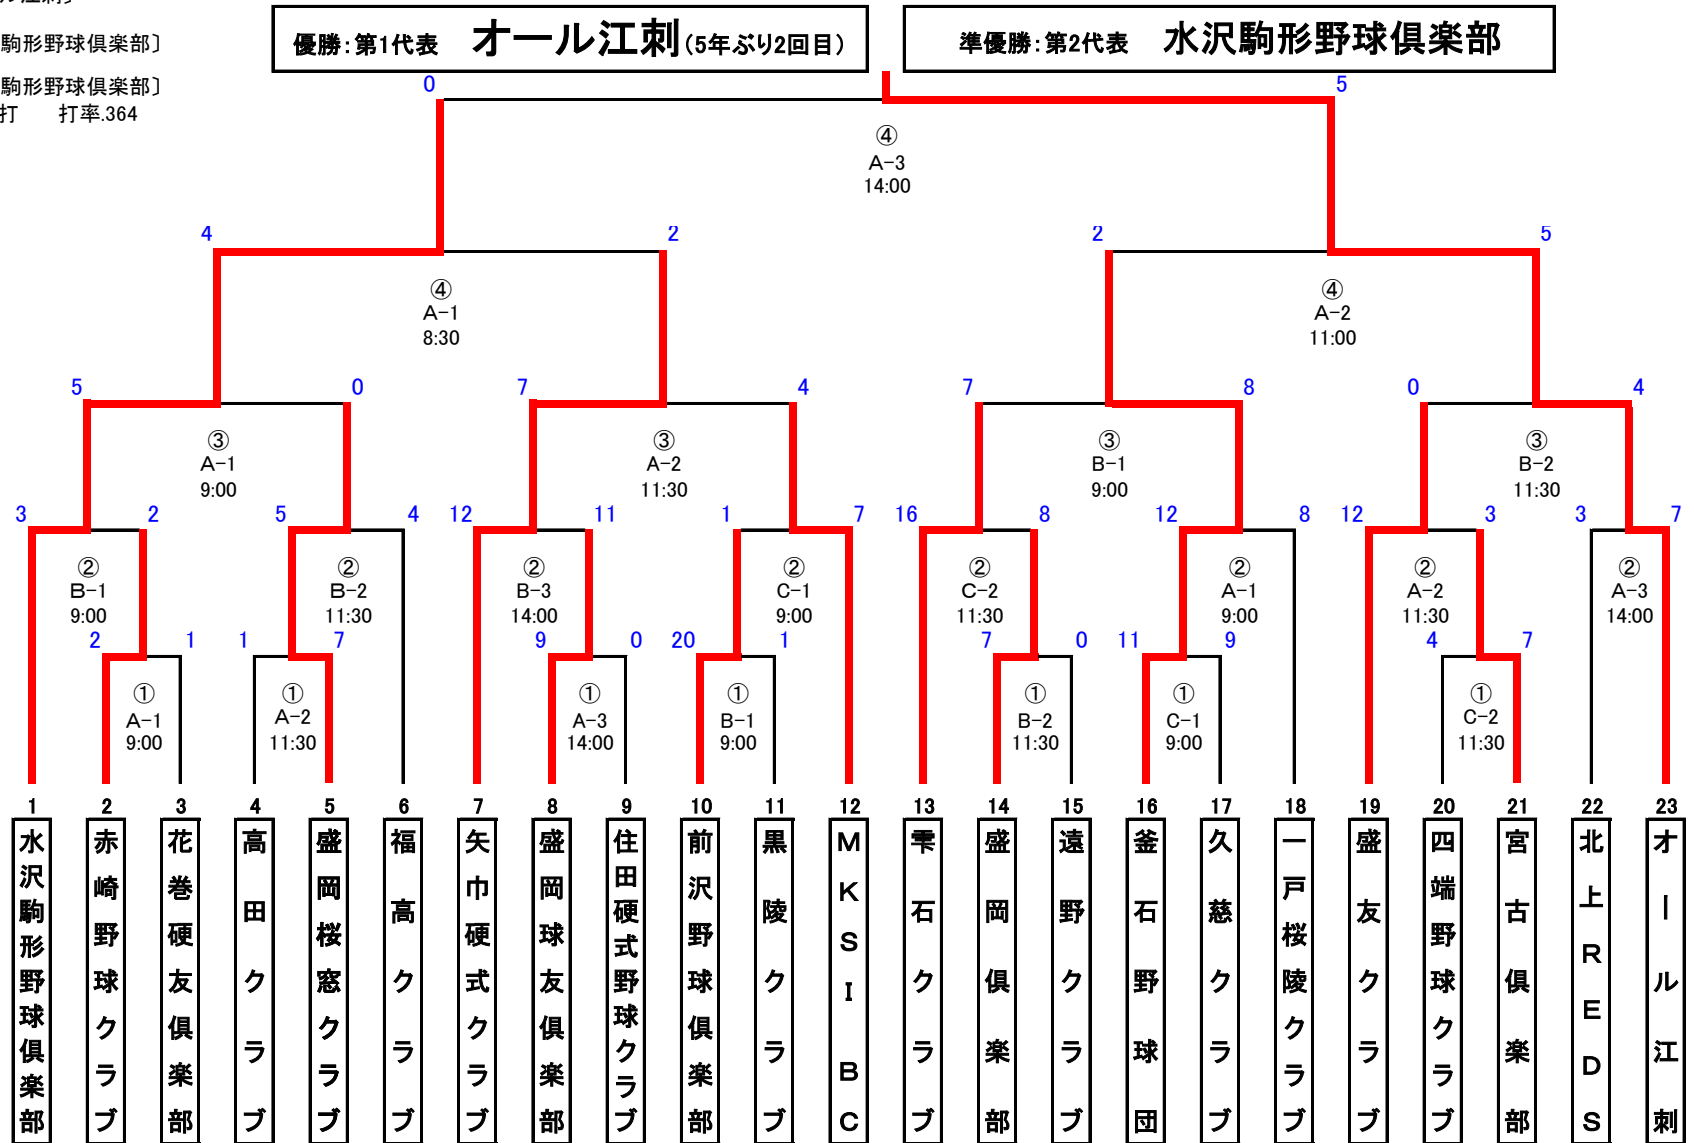 駒形野球倶楽部〕
駒形野球倶楽部〕
打 打率.364
優勝：第1代表 オール江刺(5年ぶり2回目)
準優勝：第2代表 水沢駒形野球倶楽部
0 5
④
A-3
14:00
4 2 2 5
④ ④
A-1 A-2
8:30 11:00
5 0 7 4 7 8 0 4
③ ③ ③ ③
A-1 A-2 B-1 B-2
9:00 11:30 9:00 11:30
3 2 5 4 12 11 1 7 16 8 12 8 12 3 3 7
② ② ② ② ② ② ② ②
B-1 B-2 B-3 C-1 C-2 A-1 A-2 A-3
9:00 11:30 14:00 9:00 11:30 9:00 11:30 14:00
2 1 1 7 9 0 20 1 7 0 11 9 4 7
① ① ① ① ① ① ①
A-1 A-2 A-3 B-1 B-2 C-1 C-2
9:00 11:30 14:00 9:00 11:30 9:00 11:30
1 2 3 4 5 6 7 8 9 10 11 12 13 14 15 16 17 18 19 20 21 22 23
水沢駒形野球倶楽部
赤崎野球クラブ
花巻硬友倶楽部
高田クラブ
盛岡桜窓クラブ
福高クラブ
矢巾硬式クラブ
盛岡球友倶楽部
住田硬式野球クラブ
前沢野球倶楽部
黒陵クラブ
MKSI BC
雫石クラブ
盛岡倶楽部
遠野クラブ
釜石野球団
久慈クラブ
一戸桜陵クラブ
盛友クラブ
四端野球クラブ
宮古倶楽部
北上REDS
オール江刺